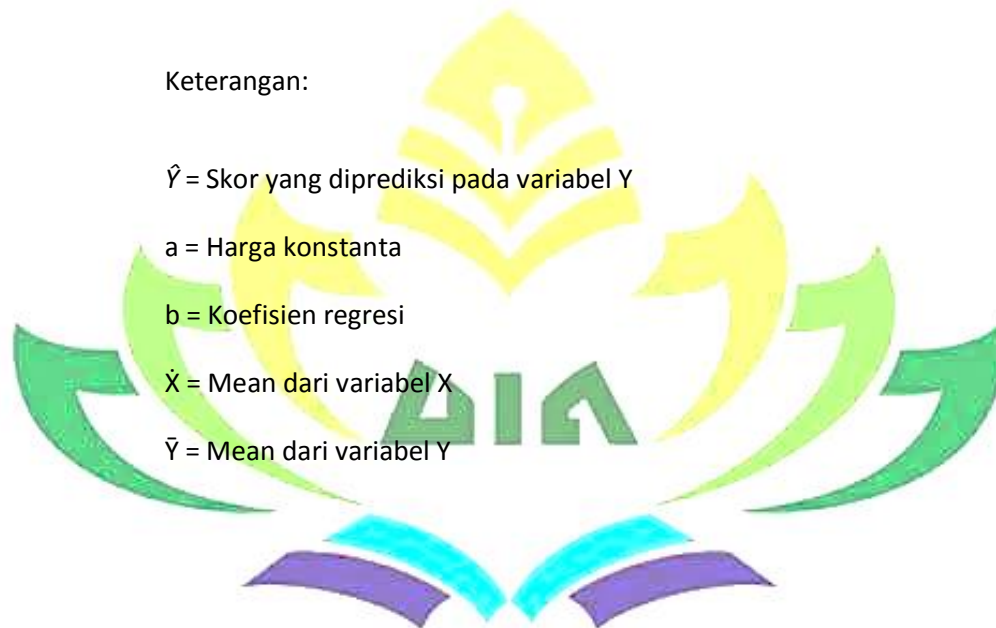 Keterangan:
Ŷ = Skor yang diprediksi pada variabel Y
a = Harga konstanta
b = Koefisien regresi
Ẋ = Mean dari variabel X
Ȳ = Mean dari variabel Y